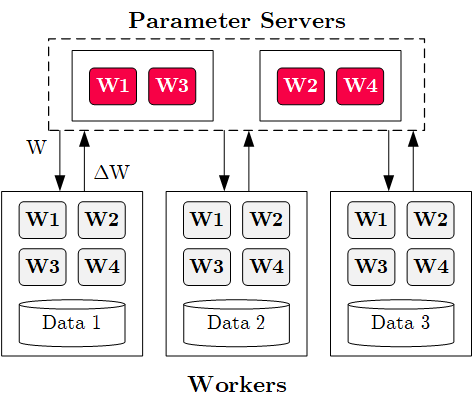 Parameter Servers
W1 W3 W2 W4
W
ΔW
W1 W2 W1 W2 W1 W2
W3 W4 W3 W4 W3 W4
Data 1 Data 2 Data 3
Workers